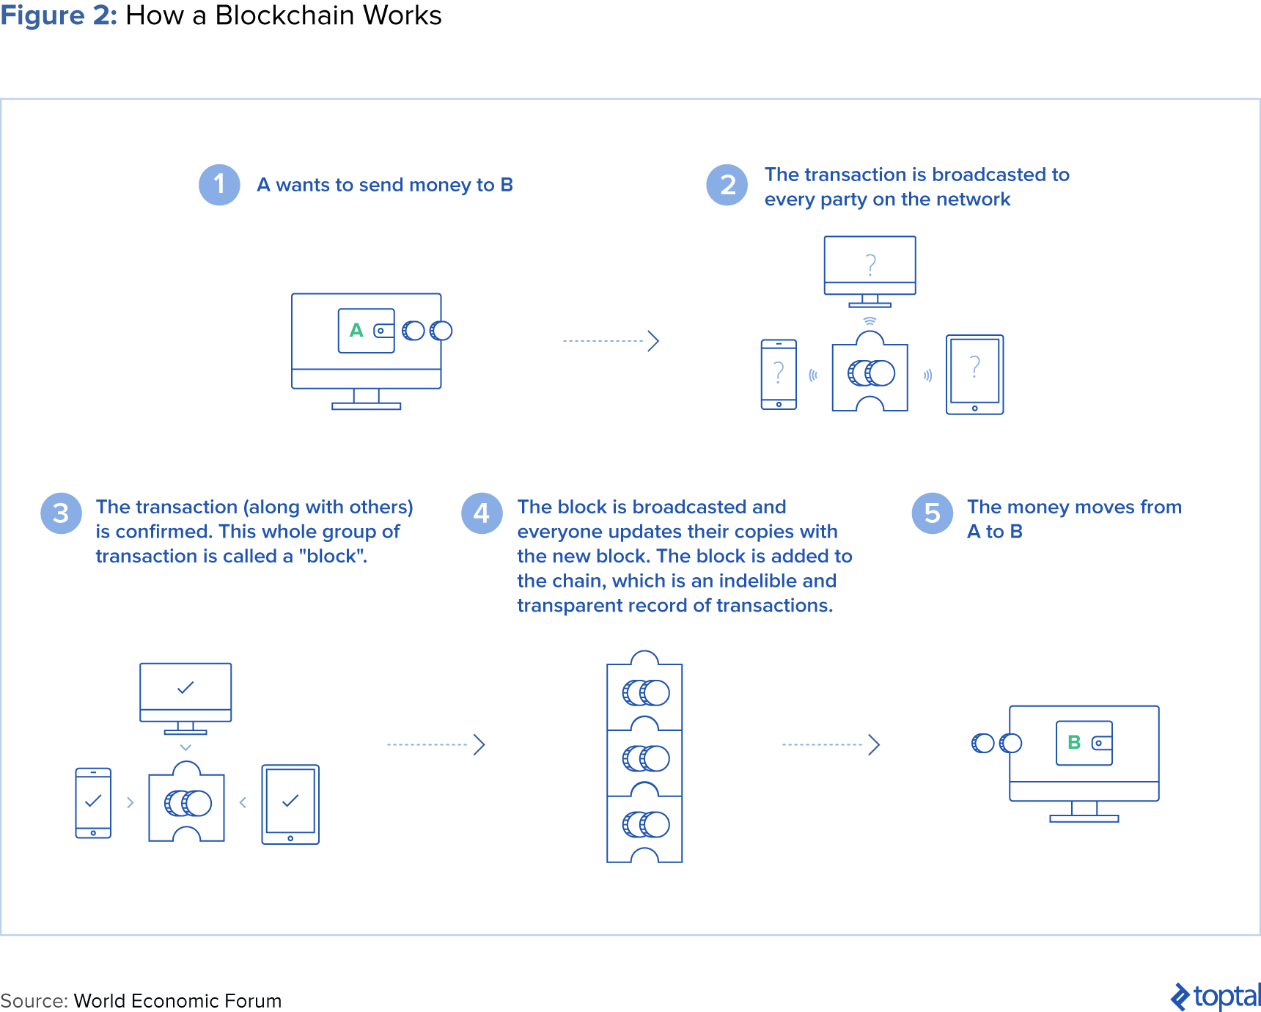 Figure 2: How a Blockchain Works
1
A wants to send money to B
2
The transaction is broadcasted to
every party on the network
?
A
?
?
3
The transaction (along with others)
is confirmed. This whole group of
transaction is called a "block".
4
The block is broadcasted and
everyone updates their copies with
the new block. The block is added to
the chain, which is an indelible and
transparent record of transactions.
5
The money moves from
A to B
B
Source: World Economic Forum
toptal